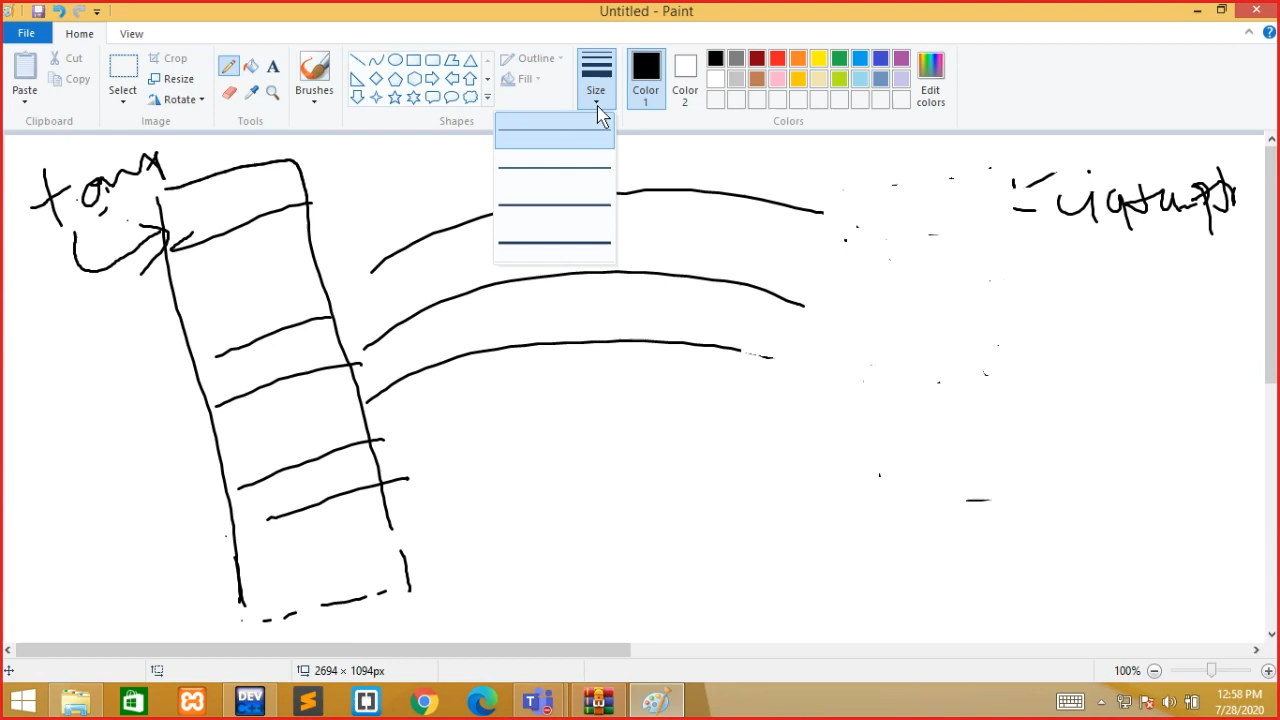 Untitled - Paint
File
Home
View
Paste
Cut
Copy
Clipboard
Select
Crop
Resize
Rotate
Image
A
Tools
Brushes
Outline
Fill
Shapes
Size
Color 1
Color 2
Edit colors
Colors
2694 × 1094px
100%
DEV
12:58 PM
7/28/2020